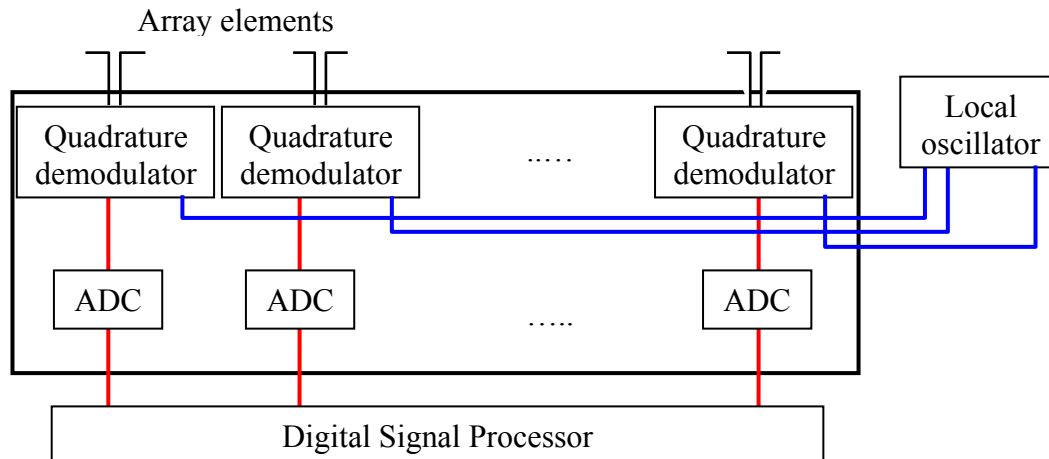 Array elements
Quadrature
demodulator
Quadrature
demodulator
.....
Quadrature
demodulator
Local
oscillator
ADC
ADC
.....
ADC
Digital Signal Processor